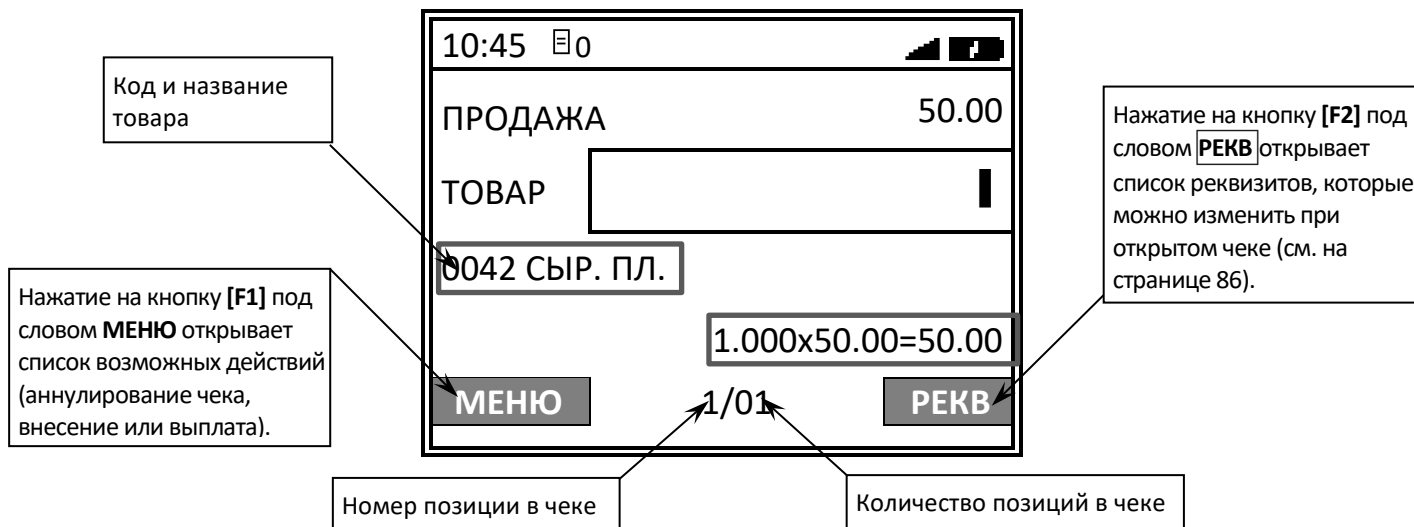 10:45 0
Код и название
товара
ПРОДАЖА 50.00
ТОВАР
0042 СЫР. ПЛ.
1.000х50.00=50.00
МЕНЮ 1/01 РЕКВ
Нажатие на кнопку [F1] под
словом МЕНЮ открывает
список возможных действий
(аннулирование чека,
внесение или выплата).
Нажатие на кнопку [F2] под
словом РЕКВ открывает
список реквизитов, которые
можно изменить при
открытом чеке (см. на
странице 86).
Номер позиции в чеке
Количество позиций в чеке